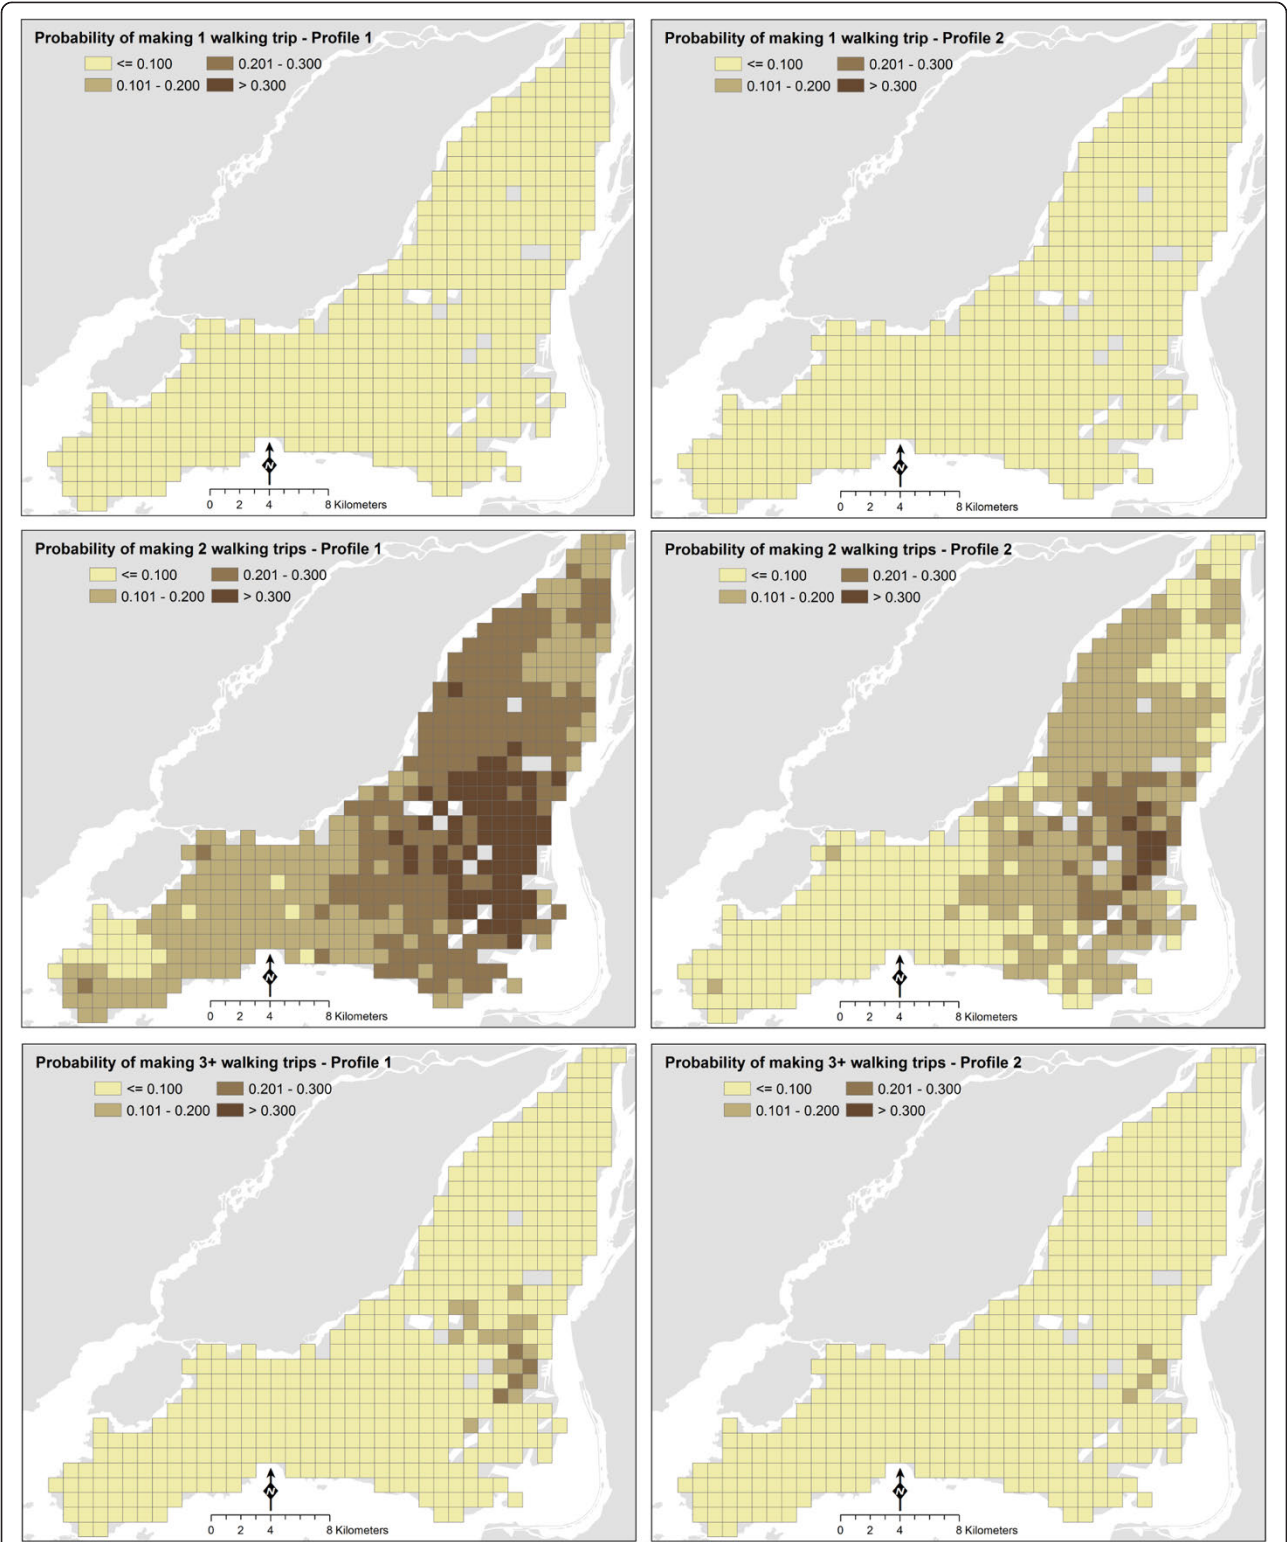 Probability of making 1 walking trip - Profile 1
<= 0.100 0.201 - 0.300
0.101 - 0.200 > 0.300
N
0 2 4 8 Kilometers
Probability of making 1 walking trip - Profile 2
<= 0.100 0.201 - 0.300
0.101 - 0.200 > 0.300
N
0 2 4 8 Kilometers
Probability of making 2 walking trips - Profile 1
<= 0.100 0.201 - 0.300
0.101 - 0.200 > 0.300
N
0 2 4 8 Kilometers
Probability of making 2 walking trips - Profile 2
<= 0.100 0.201 - 0.300
0.101 - 0.200 > 0.300
N
0 2 4 8 Kilometers
Probability of making 3+ walking trips - Profile 1
<= 0.100 0.201 - 0.300
0.101 - 0.200 > 0.300
N
0 2 4 8 Kilometers
Probability of making 3+ walking trips - Profile 2
<= 0.100 0.201 - 0.300
0.101 - 0.200 > 0.300
N
0 2 4 8 Kilometers